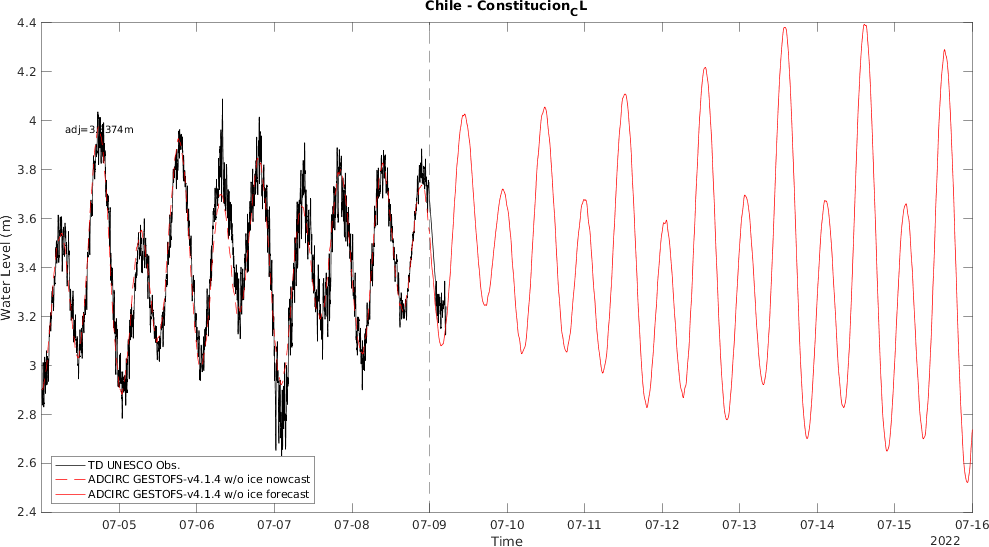 Chile - Constitucion_CL
4.4
4.2
4
3.8
3.6
3.4
3.2
3
2.8
2.6
2.4
Water Level (m)
TD UNESCO Obs.
ADCIRC GESTOFS-v4.1.4 w/o ice nowcast
ADCIRC GESTOFS-v4.1.4 w/o ice forecast
07-05 07-06 07-07 07-08 07-09 07-10 07-11 07-12 07-13 07-14 07-15 07-16
Time
2022